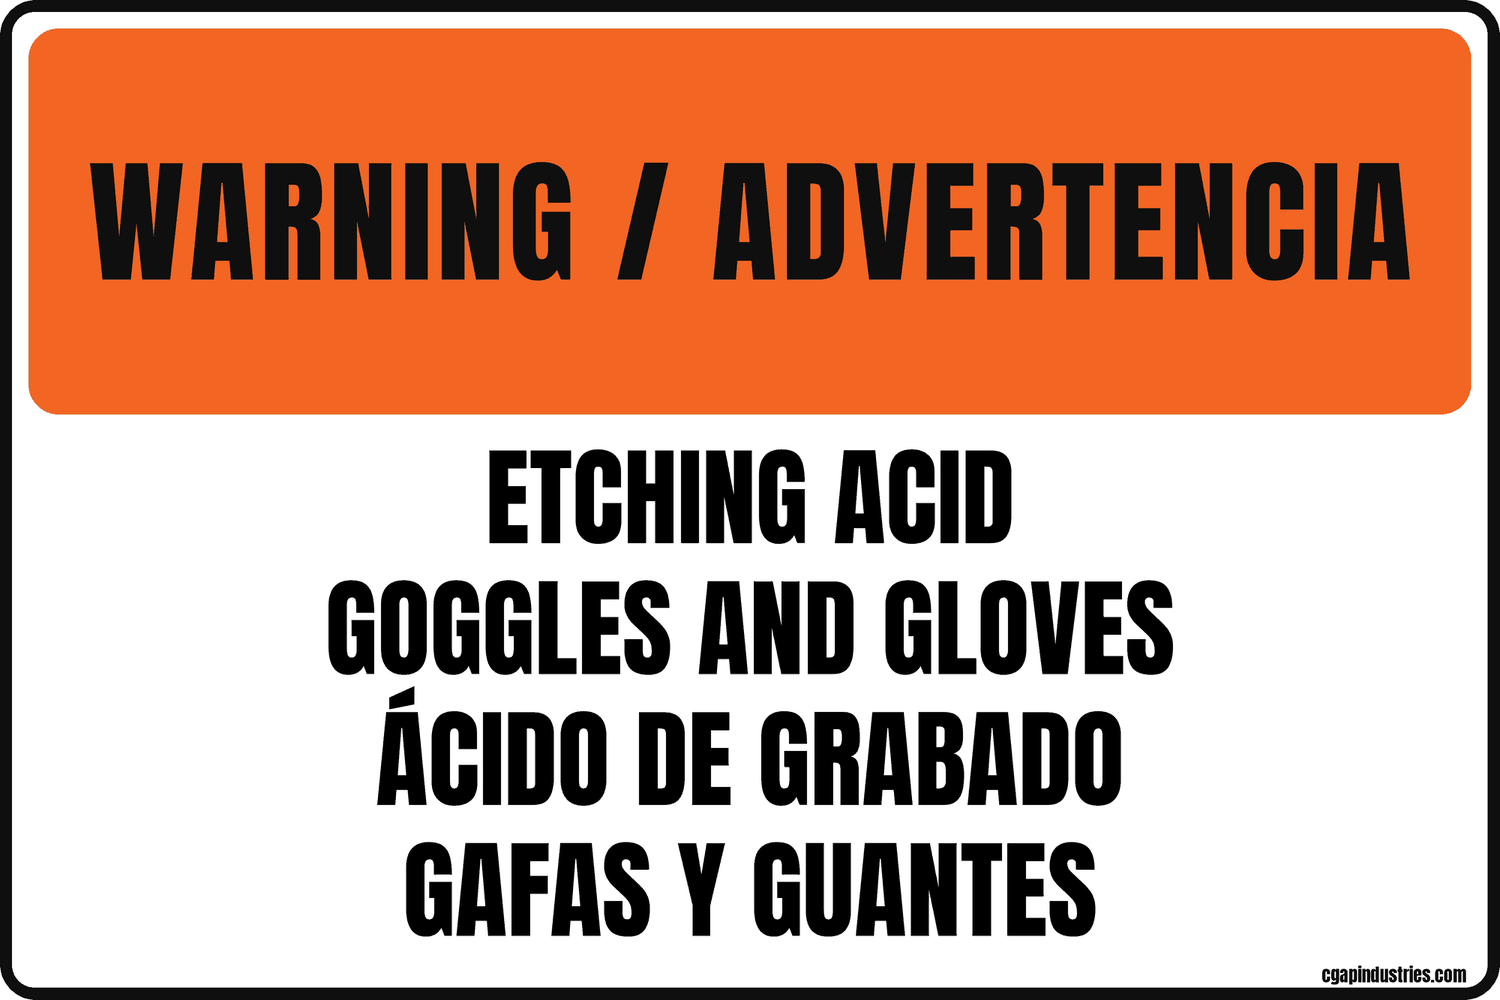 WARNING / ADVERTENCIA
ETCHING ACID
GOGGLES AND GLOVES
ÁCIDO DE GRABADO
GAFAS Y GUANTES
cgapindustries.com